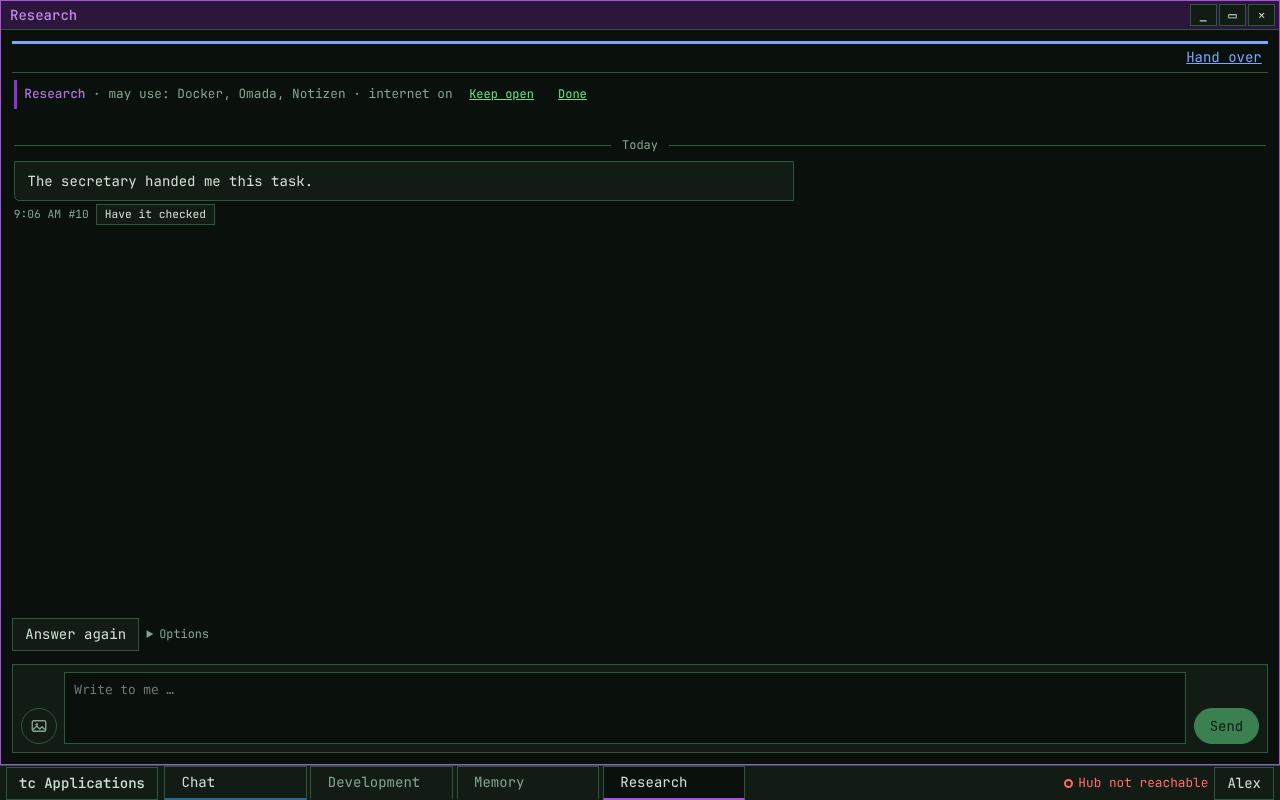 Research _ ▭ ×
Hand over
Research · may use: Docker, Omada, Notizen · internet on Keep open Done
Today
The secretary handed me this task.
9:06 AM #10 Have it checked
Answer again ▶ Options
Write to me …
Send
tc Applications Chat Development Memory Research Hub not reachable Alex